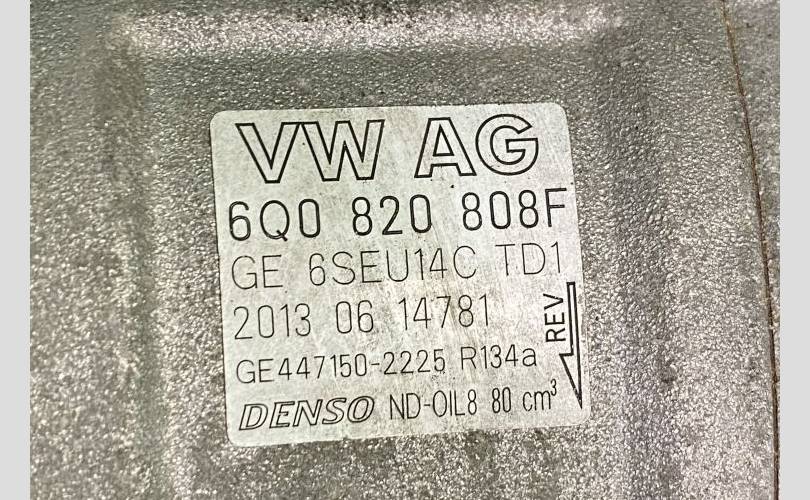 VW AG
6Q0 820 808F
GE 6SEU14C TD1
2013 06 14781
REV
GE447150-2225 R134a
DENSO ND-OIL8 80 cm³